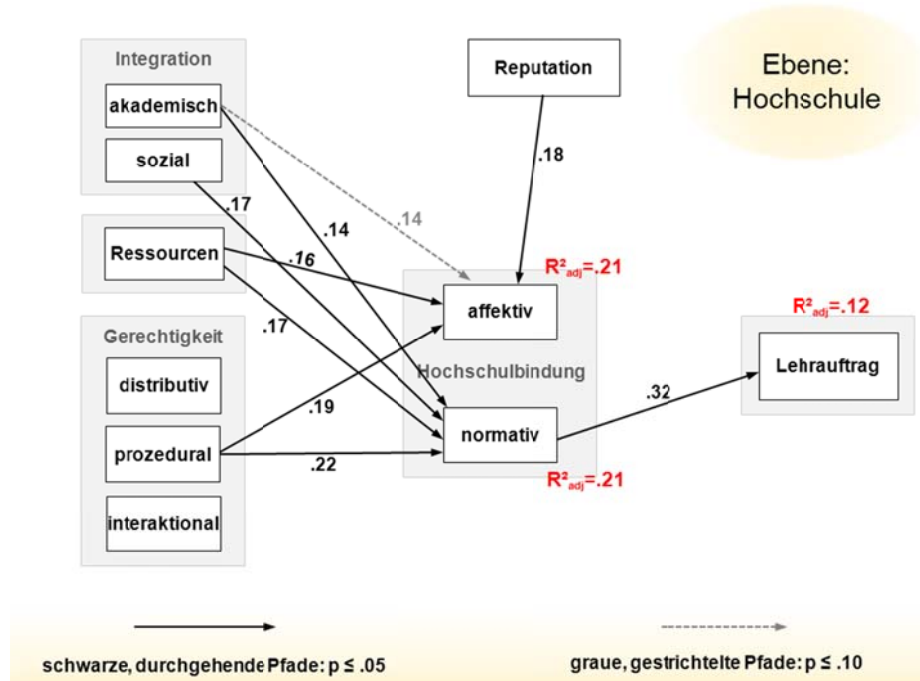 Integration
akademisch
sozial
Reputation
Ebene:
Hochschule
.18
.17
.14
.14
Ressourcen
.16
.17
R²adj=.21
affektiv
Hochschulbindung
normativ
R²adj=.21
Gerechtigkeit
distributiv
prozedural
interaktional
.19
.22
.32
R²adj=.12
Lehrauftrag
schwarze, durchgehende Pfade: p ≤ .05
graue, gestrichtelte Pfade: p ≤ .10